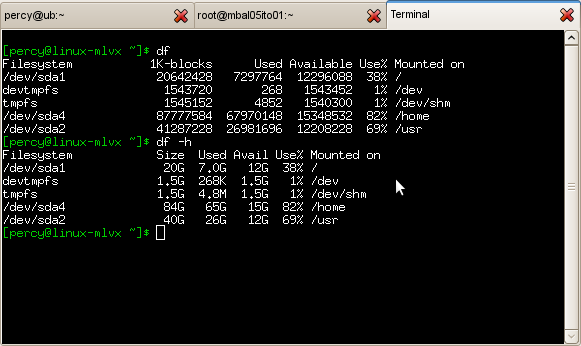 percy@ub:~ root@mbal05ito01:~ Terminal
[percy@linux-mlvx ~]$ df
Filesystem 1K-blocks Used Available Use% Mounted on
/dev/sda1 20642428 7297764 12296088 38% /
devtmpfs 1543720 268 1543452 1% /dev
tmpfs 1545152 4852 1540300 1% /dev/shm
/dev/sda4 87777584 67970148 15348532 82% /home
/dev/sda2 41287228 26981696 12208228 69% /usr
[percy@linux-mlvx ~]$ df -h
Filesystem Size Used Avail Use% Mounted on
/dev/sda1 20G 7.0G 12G 38% /
devtmpfs 1.5G 268K 1.5G 1% /dev
tmpfs 1.5G 4.8M 1.5G 1% /dev/shm
/dev/sda4 84G 65G 15G 82% /home
/dev/sda2 40G 26G 12G 69% /usr
[percy@linux-mlvx ~]$